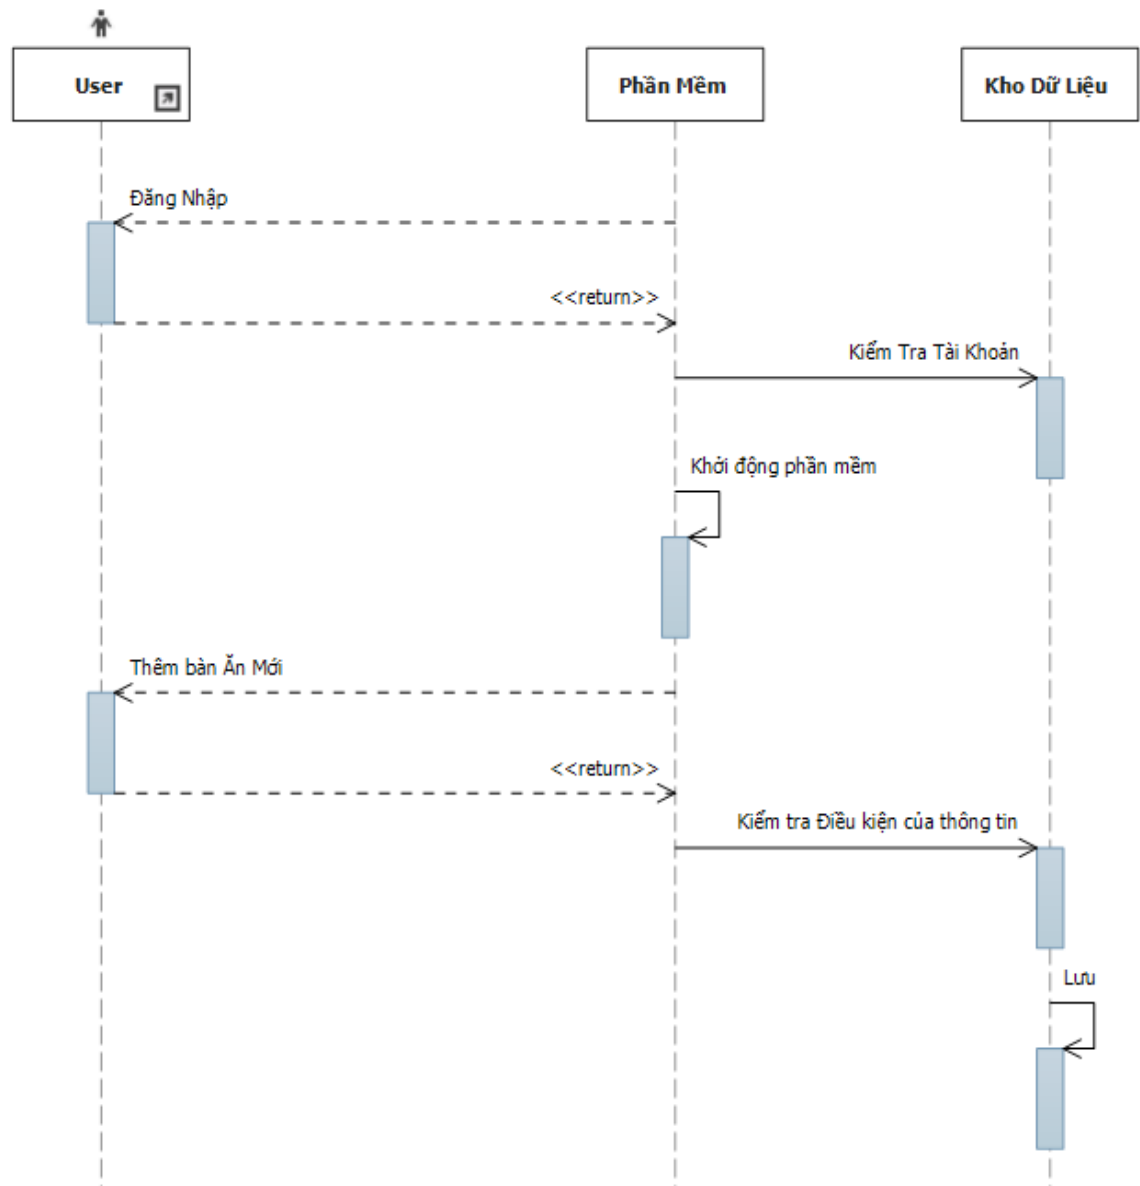 User
Phần Mềm
Kho Dữ Liệu
Đăng Nhập
<<return>>
Kiểm Tra Tài Khoản
Khởi động phần mềm
Thêm bàn Ăn Mới
<<return>>
Kiểm tra Điều kiện của thông tin
Lưu